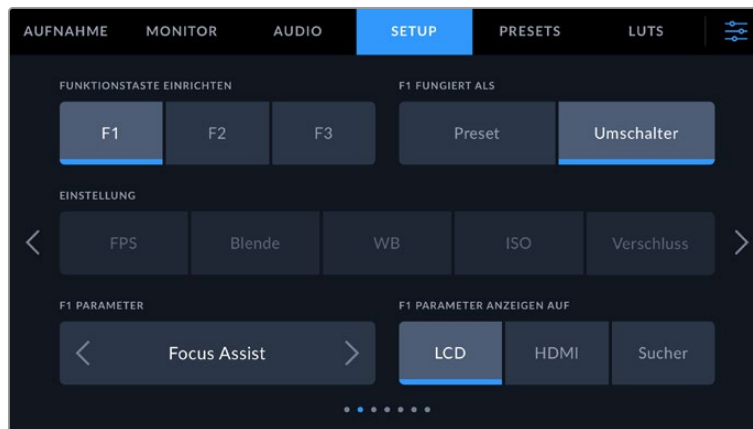 AUFNAHME MONITOR AUDIO SETUP PRESETS LUTS
FUNKTIONSTASTE EINRICHTEN F1 FUNGIERT ALS
F1 F2 F3 Preset Umschalter
EINSTELLUNG
FPS Blende WB ISO Verschluss
F1 PARAMETER F1 PARAMETER ANZEIGEN AUF
Focus Assist LCD HDMI Sucher